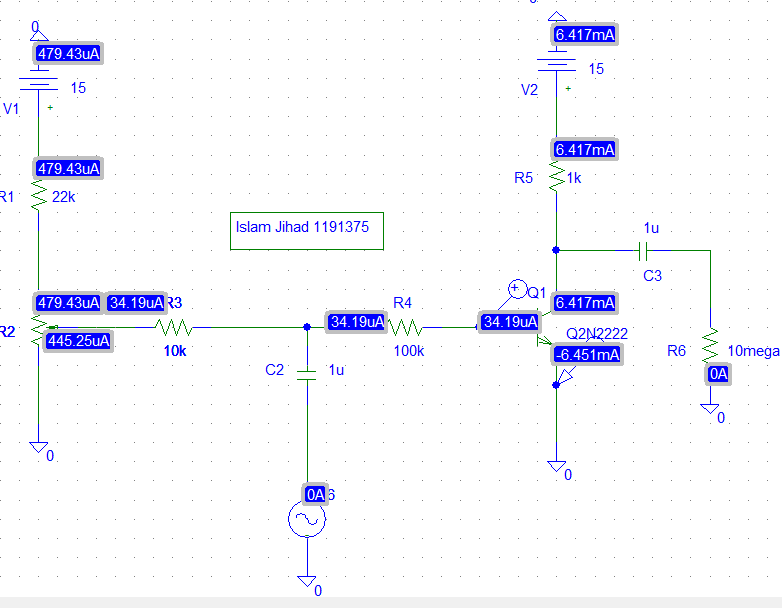 0
479.43uA
6.417mA
15
15
V1
+
V2
+
479.43uA
6.417mA
R1
22k
R5
1k
Islam Jihad 1191375
1u
C3
479.43uA
34.19uA
R3
R4
Q1
6.417mA
R2
445.25uA
34.19uA
34.19uA
Q2N2222
10k
100k
-6.451mA
R6
10mega
C2
1u
0A
0
0
0
0A
6
0